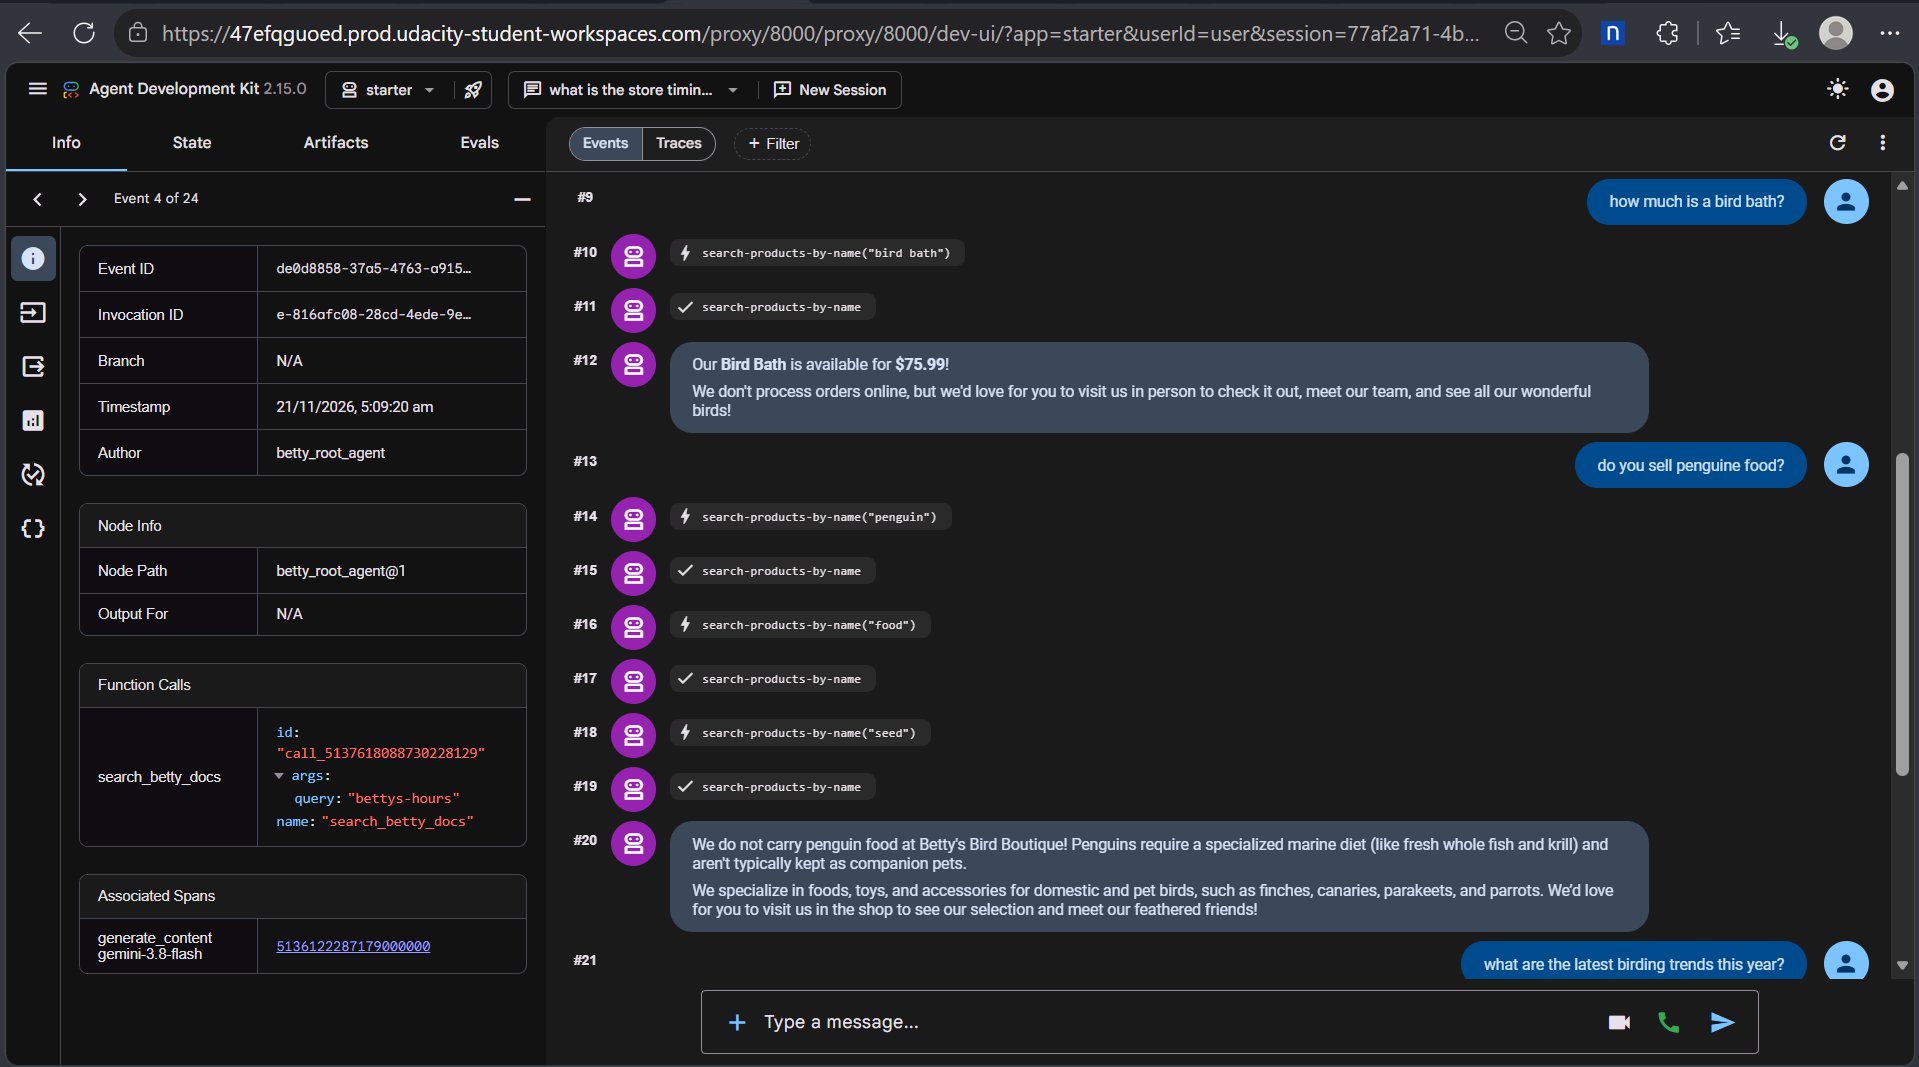 https://47efqguoed.prod.udacity-student-workspaces.com/proxy/8000/proxy/8000/dev-ui/?app=starter&userId=user&session=77af2a71-4b...
n
Agent Development Kit 2.15.0
starter
what is the store timin...
New Session
Info
State
Artifacts
Evals
Events
Traces
+ Filter
Event 4 of 24
Event ID
de0d8858-37a5-4763-a915…
Invocation ID
e-816afc08-28cd-4ede-9e…
Branch
N/A
Timestamp
21/11/2026, 5:09:20 am
Author
betty_root_agent
Node Info
Node Path
betty_root_agent@1
Output For
N/A
Function Calls
search_betty_docs
id:
"call_5137618088730228129"
args:
query: "bettys-hours"
name: "search_betty_docs"
Associated Spans
generate_content
gemini-3.8-flash
5136122287179000000
#9
how much is a bird bath?
#10
search-products-by-name("bird bath")
#11
search-products-by-name
#12
Our Bird Bath is available for $75.99!
We don't process orders online, but we'd love for you to visit us in person to check it out, meet our team, and see all our wonderful
birds!
#13
do you sell penguine food?
#14
search-products-by-name("penguin")
#15
search-products-by-name
#16
search-products-by-name("food")
#17
search-products-by-name
#18
search-products-by-name("seed")
#19
search-products-by-name
#20
We do not carry penguin food at Betty's Bird Boutique! Penguins require a specialized marine diet (like fresh whole fish and krill) and
aren't typically kept as companion pets.
We specialize in foods, toys, and accessories for domestic and pet birds, such as finches, canaries, parakeets, and parrots. We'd love
for you to visit us in the shop to see our selection and meet our feathered friends!
#21
what are the latest birding trends this year?
Type a message...